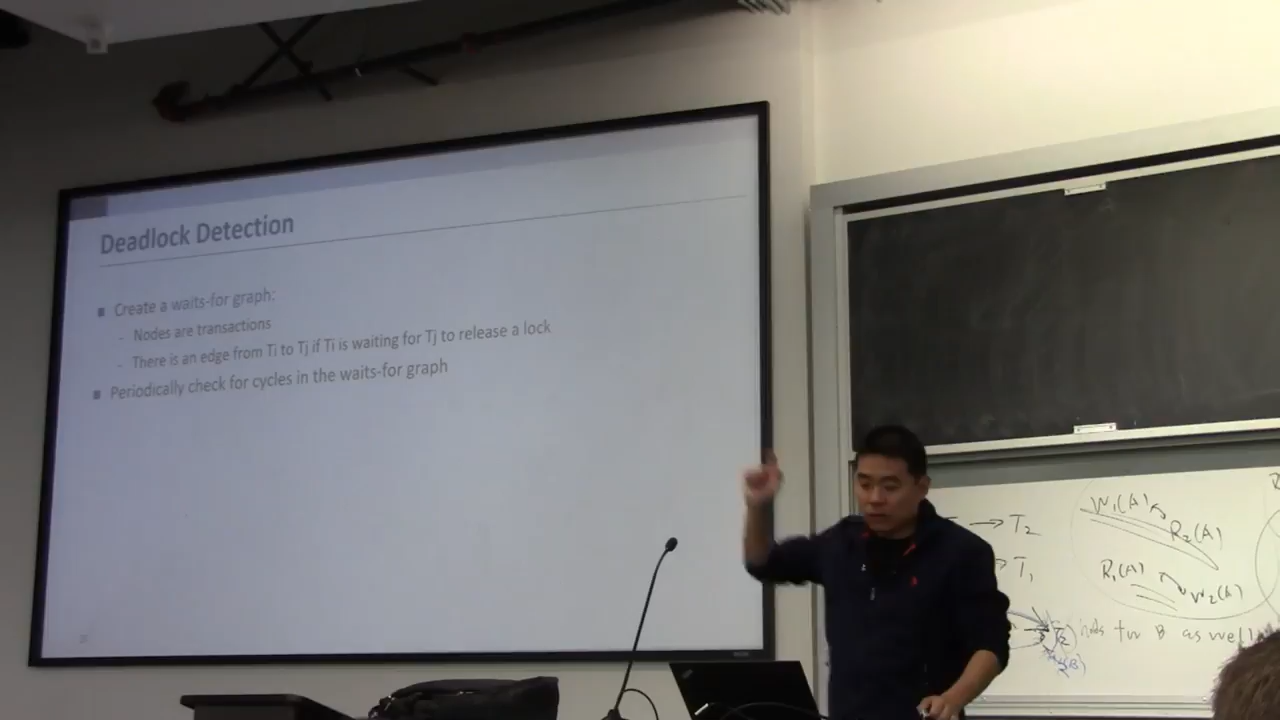 Deadlock Detection
Create a waits-for graph:
- Nodes are transactions
- There is an edge from Ti to Tj if Ti is waiting for Tj to release a lock
Periodically check for cycles in the waits-for graph
→ T₂
W₁(A)
R₂(A)
T₁
R₁(A)
W₂(A)
for B as well